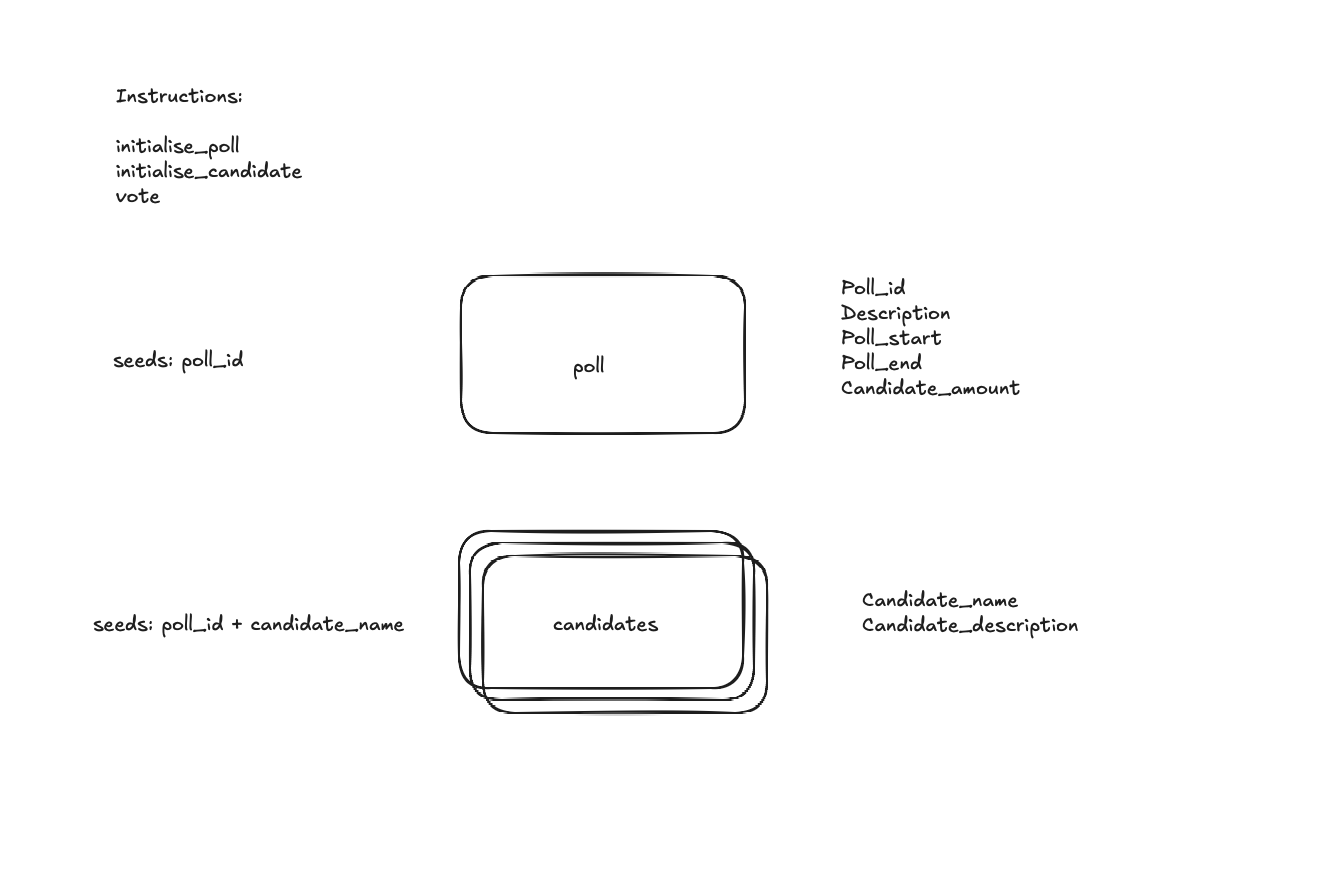 Instructions:
initialise_poll
initialise_candidate
vote
seeds: poll_id
poll
Poll_id
Description
Poll_start
Poll_end
Candidate_amount
seeds: poll_id + candidate_name
candidates
Candidate_name
Candidate_description